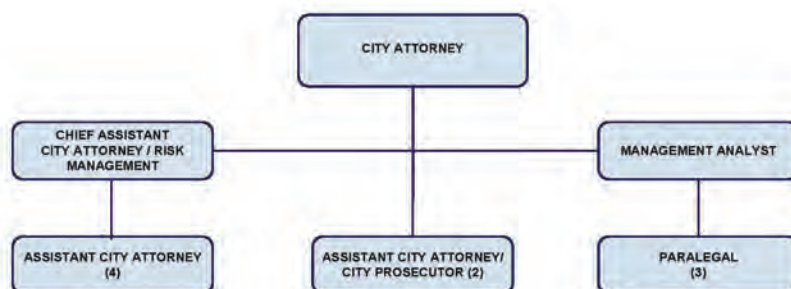 CITY ATTORNEY
CHIEF ASSISTANT
CITY ATTORNEY / RISK
MANAGEMENT
MANAGEMENT ANALYST
ASSISTANT CITY ATTORNEY
(4)
ASSISTANT CITY ATTORNEY/
CITY PROSECUTOR (2)
PARALEGAL
(3)